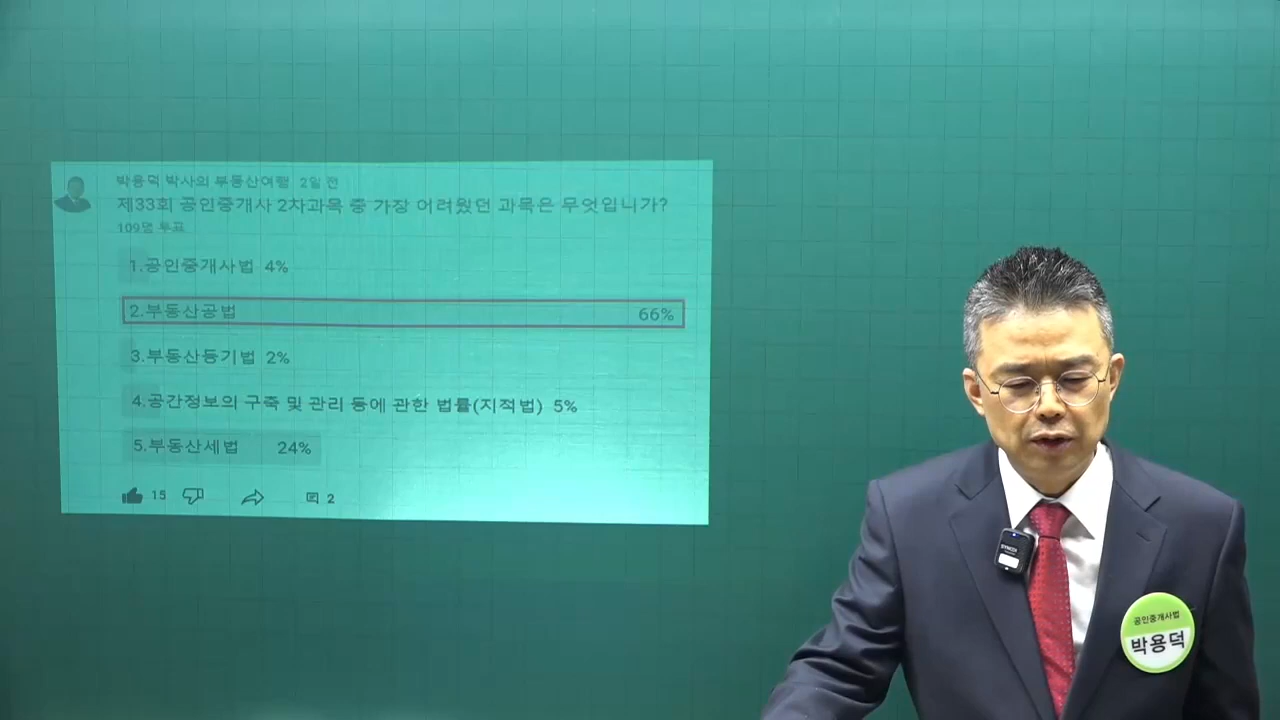 박용덕 박사의 부동산여행 2일 전
제33회 공인중개사 2차과목 중 가장 어려웠던 과목은 무엇입니까?
109명 투표
1.공인중개사법 4%
2.부동산공법 66%
3.부동산등기법 2%
4.공간정보의 구축 및 관리 등에 관한 법률(지적법) 5%
5.부동산세법 24%
15 2
공인중개사법
박용덕